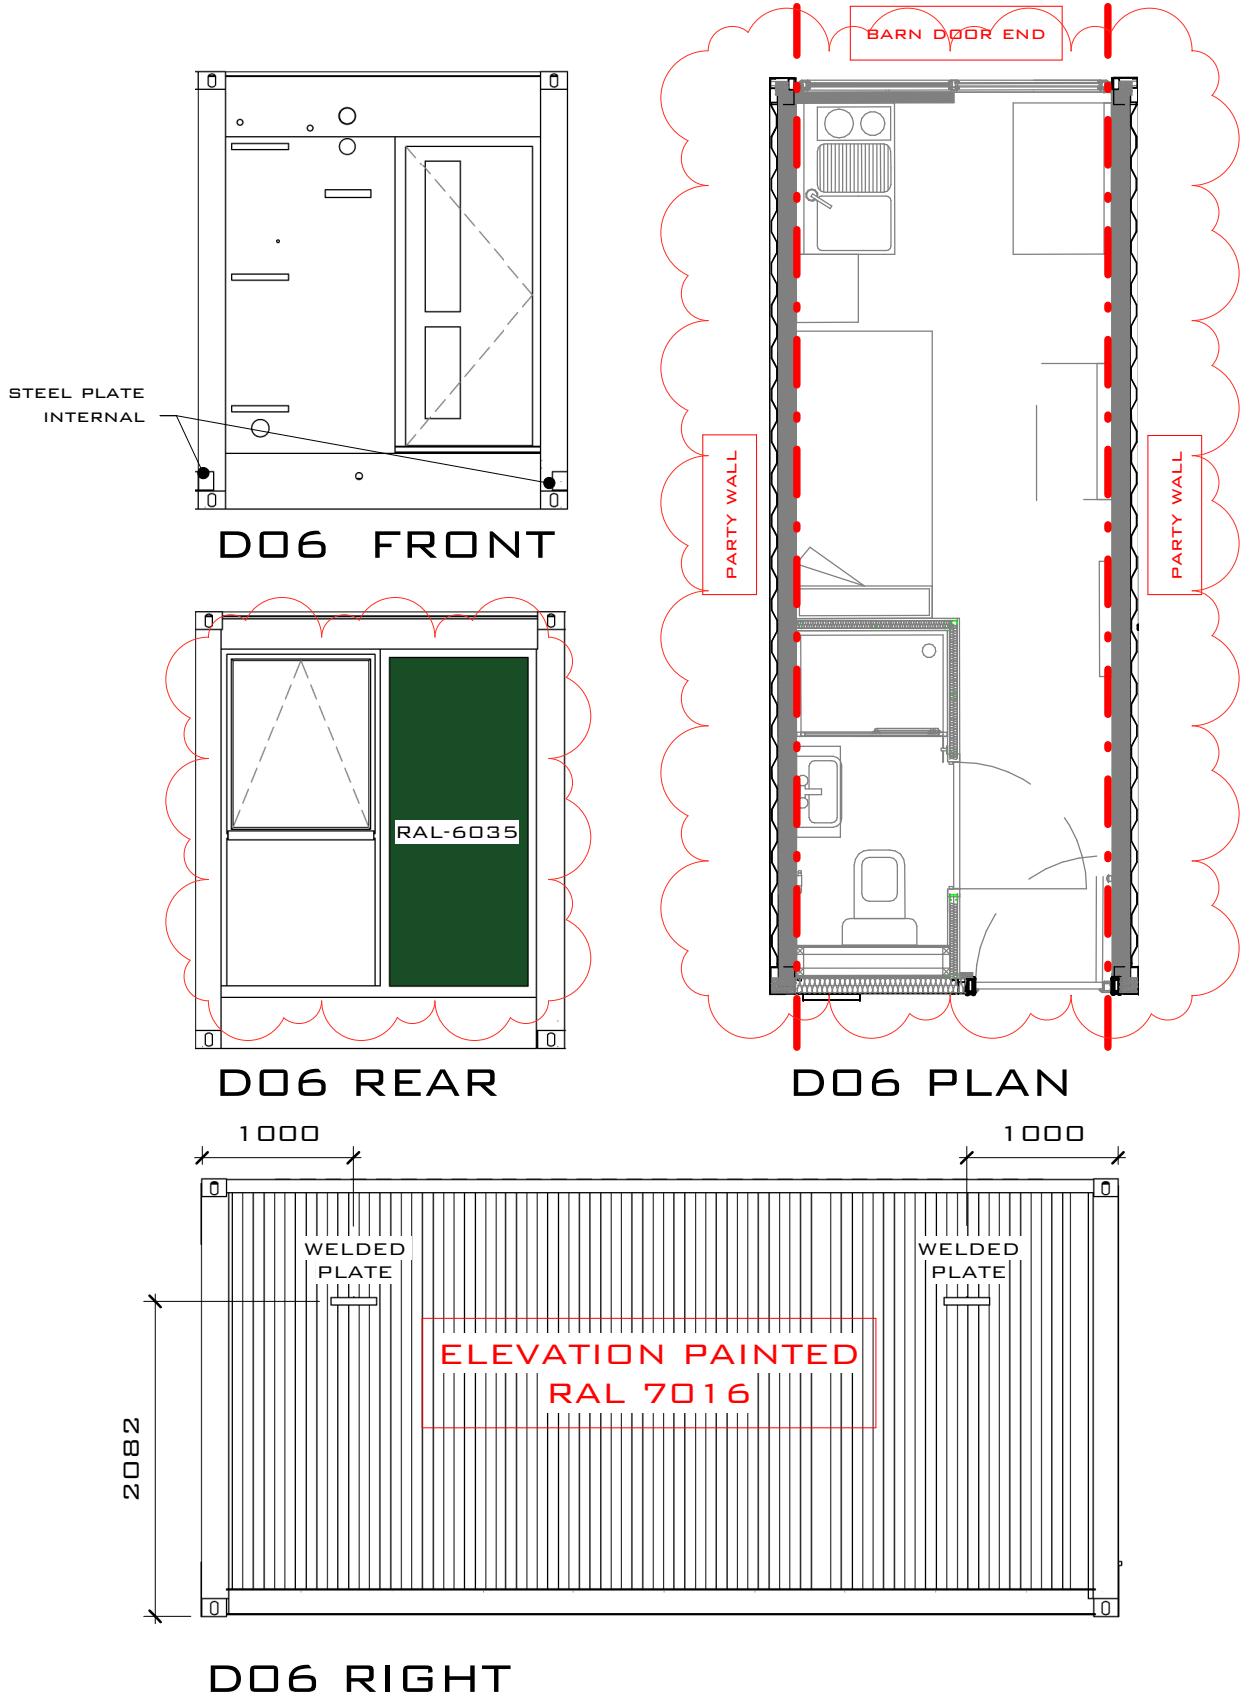 BARN DOOR END
STEEL PLATE
INTERNAL
D06 FRONT
PARTY WALL
PARTY WALL
RAL-6035
D06 REAR
D06 PLAN
1000
1000
WELDED
PLATE
WELDED
PLATE
ELEVATION PAINTED
RAL 7016
2082
D06 RIGHT